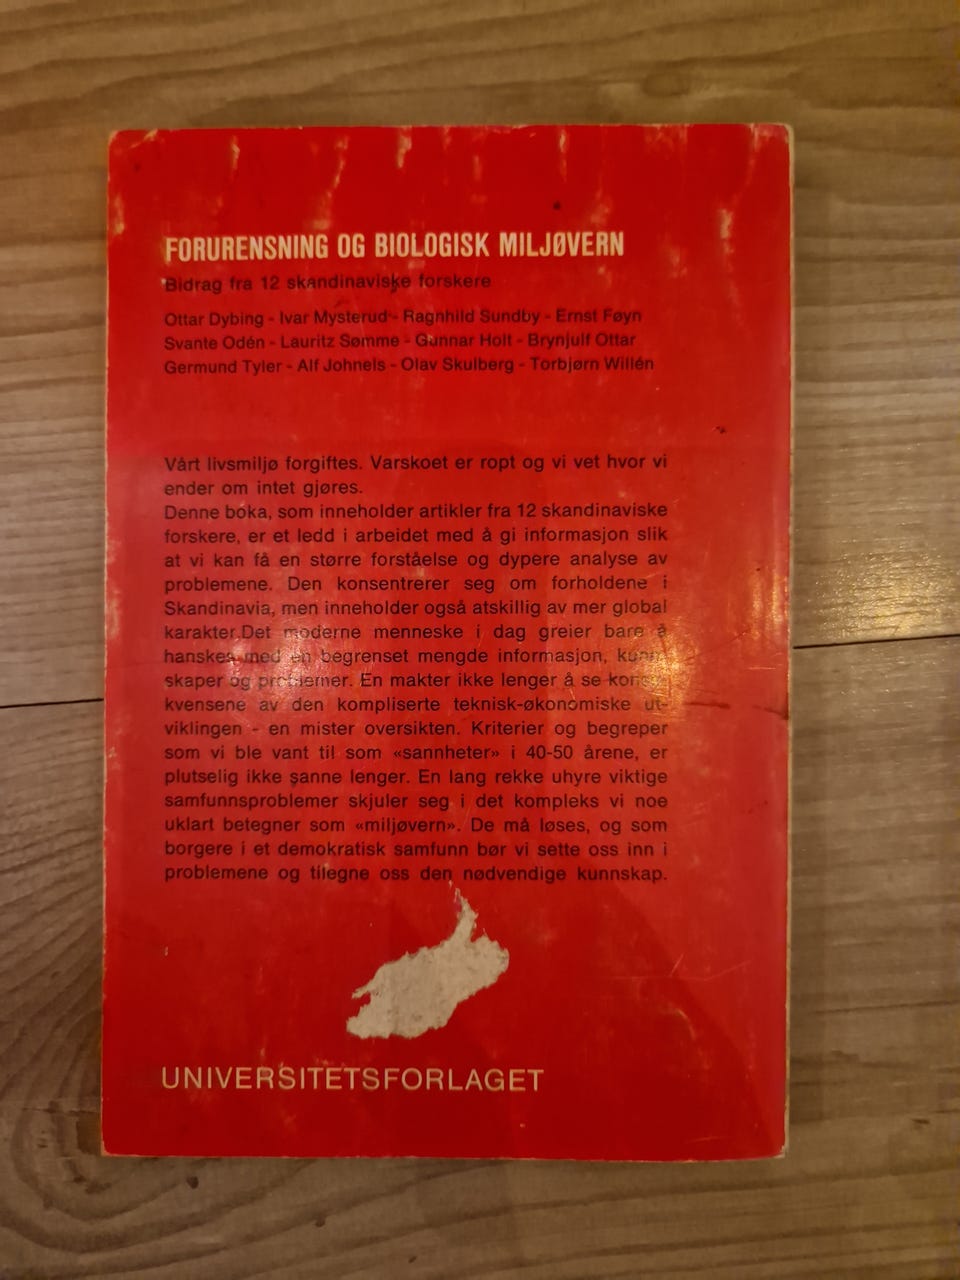 FORURENSNING OG BIOLOGISK MILJØVERN
Bidrag fra 12 skandinaviske forskere
Ottar Dybing - Ivar Mysterud - Ragnhild Sundby - Ernst Føyn
Svante Odén - Lauritz Sømme - Gunnar Holt - Brynjulf Ottar
Germund Tyler - Alf Johnels - Olav Skulberg - Torbjørn Willén
Vårt livsmiljø forgiftes. Varskoet er ropt og vi vet hvor vi
ender om intet gjøres.
Denne boka, som inneholder artikler fra 12 skandinaviske
forskere, er et ledd i arbeidet med å gi informasjon slik
at vi kan få en større forståelse og dypere analyse av
problemene. Den konsentrerer seg om forholdene i
Skandinavia, men inneholder også atskillig av mer global
karakter.Det moderne menneske i dag greier bare å
hanskes med en begrenset mengde informasjon, kunn-
skaper og problemer. En makter ikke lenger å se konse-
kvensene av den kompliserte teknisk-økonomiske ut-
viklingen - en mister oversikten. Kriterier og begreper
som vi ble vant til som «sannheter» i 40-50 årene, er
plutselig ikke sanne lenger. En lang rekke uhyre viktige
samfunnsproblemer skjuler seg i det kompleks vi noe
uklart betegner som «miljøvern». De må løses, og som
borgere i et demokratisk samfunn bør vi sette oss inn i
problemene og tilegne oss den nødvendige kunnskap.
UNIVERSITETSFORLAGET